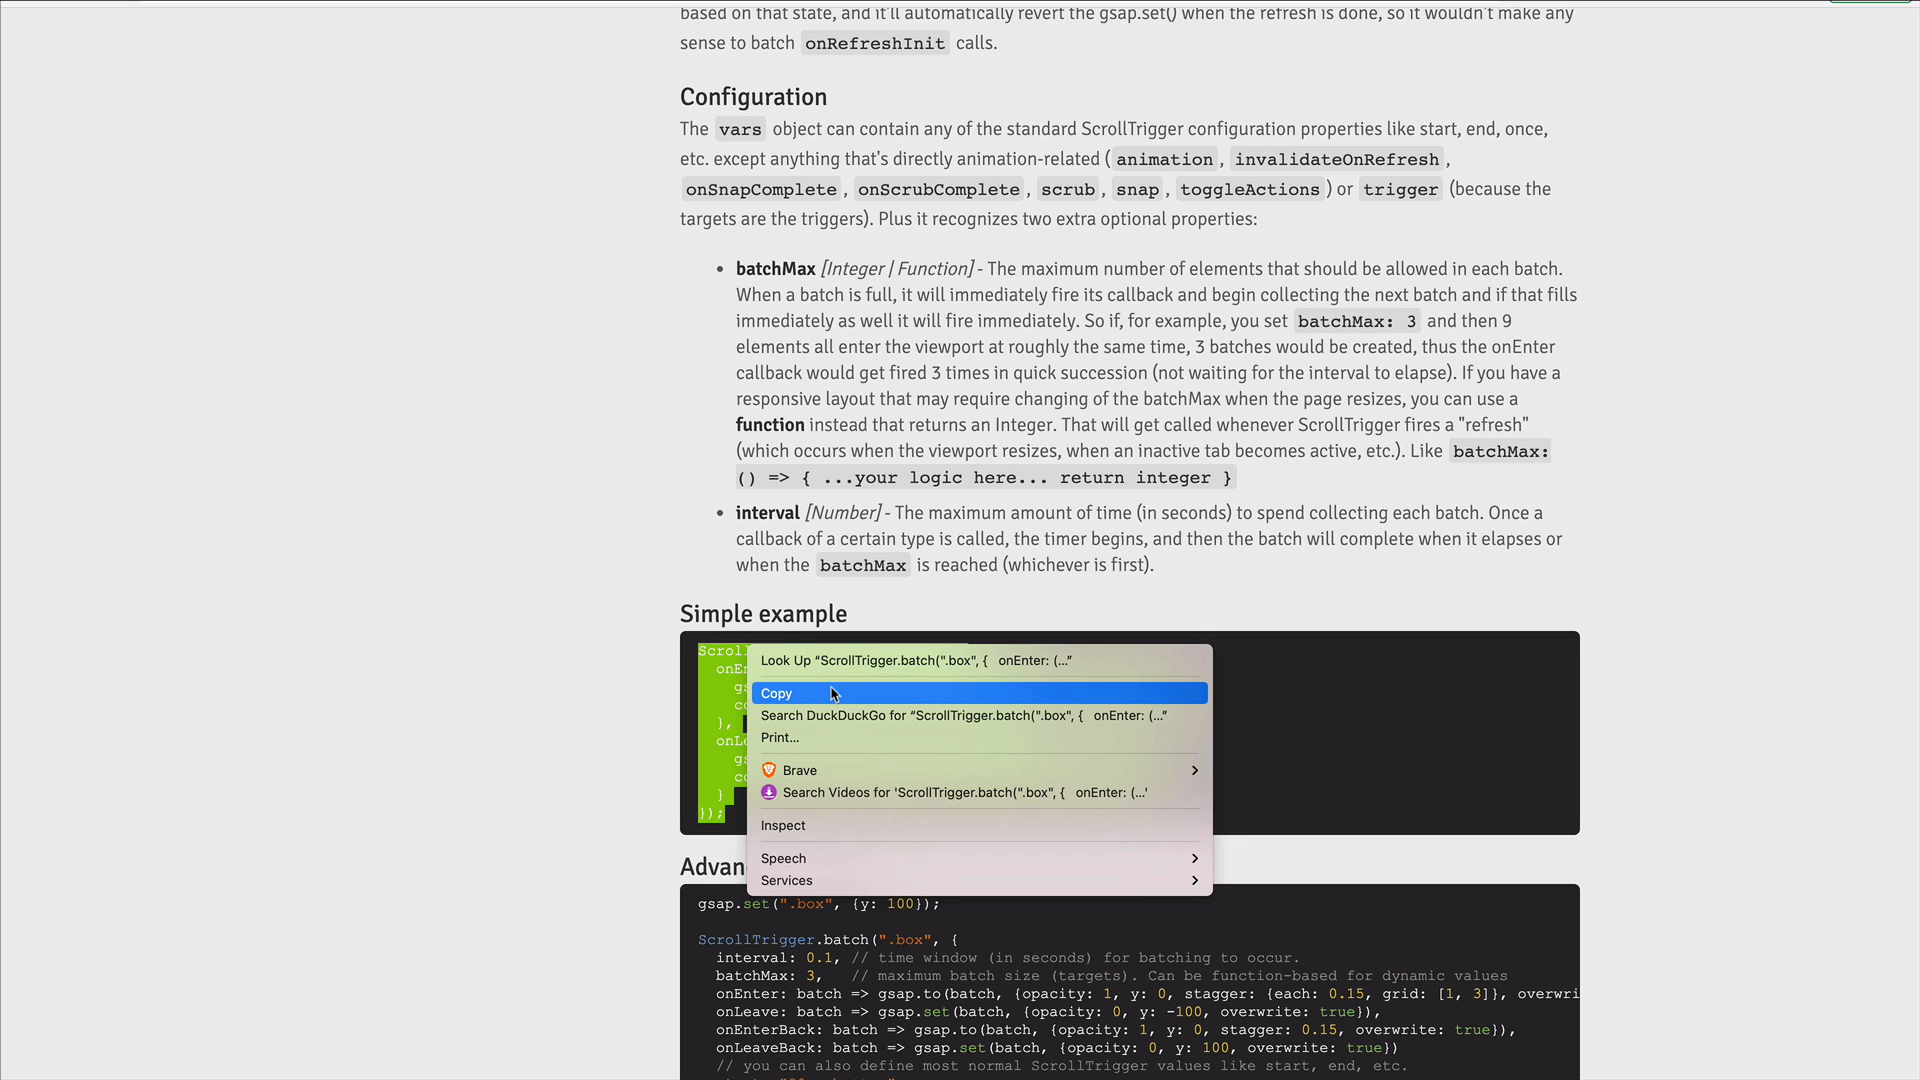 based on that state, and it'll automatically revert the gsap.set() when the refresh is done, so it wouldn't make any
sense to batch onRefreshInit calls.
Configuration
The vars object can contain any of the standard ScrollTrigger configuration properties like start, end, once,
etc. except anything that's directly animation-related ( animation , invalidateOnRefresh ,
onSnapComplete , onScrubComplete , scrub , snap , toggleActions ) or trigger (because the
targets are the triggers). Plus it recognizes two extra optional properties:
• batchMax [Integer | Function] - The maximum number of elements that should be allowed in each batch.
When a batch is full, it will immediately fire its callback and begin collecting the next batch and if that fills
immediately as well it will fire immediately. So if, for example, you set batchMax: 3 and then 9
elements all enter the viewport at roughly the same time, 3 batches would be created, thus the onEnter
callback would get fired 3 times in quick succession (not waiting for the interval to elapse). If you have a
responsive layout that may require changing of the batchMax when the page resizes, you can use a
function instead that returns an Integer. That will get called whenever ScrollTrigger fires a "refresh"
(which occurs when the viewport resizes, when an inactive tab becomes active, etc.). Like batchMax:
() => { ...your logic here... return integer }
• interval [Number] - The maximum amount of time (in seconds) to spend collecting each batch. Once a
callback of a certain type is called, the timer begins, and then the batch will complete when it elapses or
when the batchMax is reached (whichever is first).
Simple example
Scroll
onEn
gs
co
},
onLe
gs
co
}
});
Look Up “ScrollTrigger.batch(".box", { onEnter: (...”
Copy
Search DuckDuckGo for “ScrollTrigger.batch(".box", { onEnter: (...”
Print...
Brave
Search Videos for 'ScrollTrigger.batch(".box", { onEnter: (...'
Inspect
Speech
Services
Advan
gsap.set(".box", {y: 100});
ScrollTrigger.batch(".box", {
interval: 0.1, // time window (in seconds) for batching to occur.
batchMax: 3, // maximum batch size (targets). Can be function-based for dynamic values
onEnter: batch => gsap.to(batch, {opacity: 1, y: 0, stagger: {each: 0.15, grid: [1, 3]}, overwri
onLeave: batch => gsap.set(batch, {opacity: 0, y: -100, overwrite: true}),
onEnterBack: batch => gsap.to(batch, {opacity: 1, y: 0, stagger: 0.15, overwrite: true}),
onLeaveBack: batch => gsap.set(batch, {opacity: 0, y: 100, overwrite: true})
// you can also define most normal ScrollTrigger values like start, end, etc.